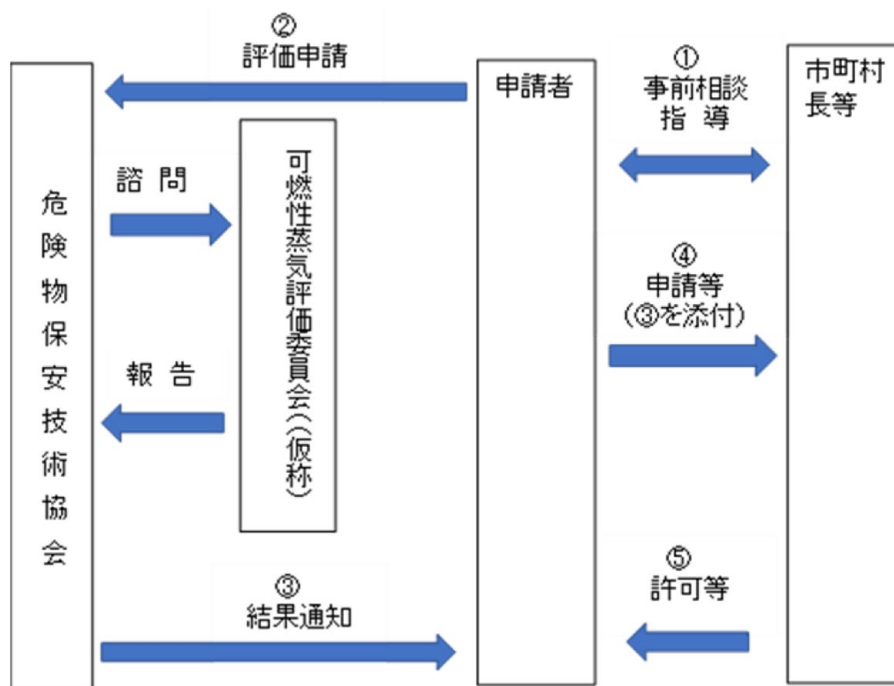 ②
評価申請
危険物保安技術協会
諮 問
報 告
可燃性蒸気評価委員会((仮称)
③
結果通知
申請者
①
事前相談
指 導
④
申請等
(③を添付)
⑤
許可等
市町村
長等